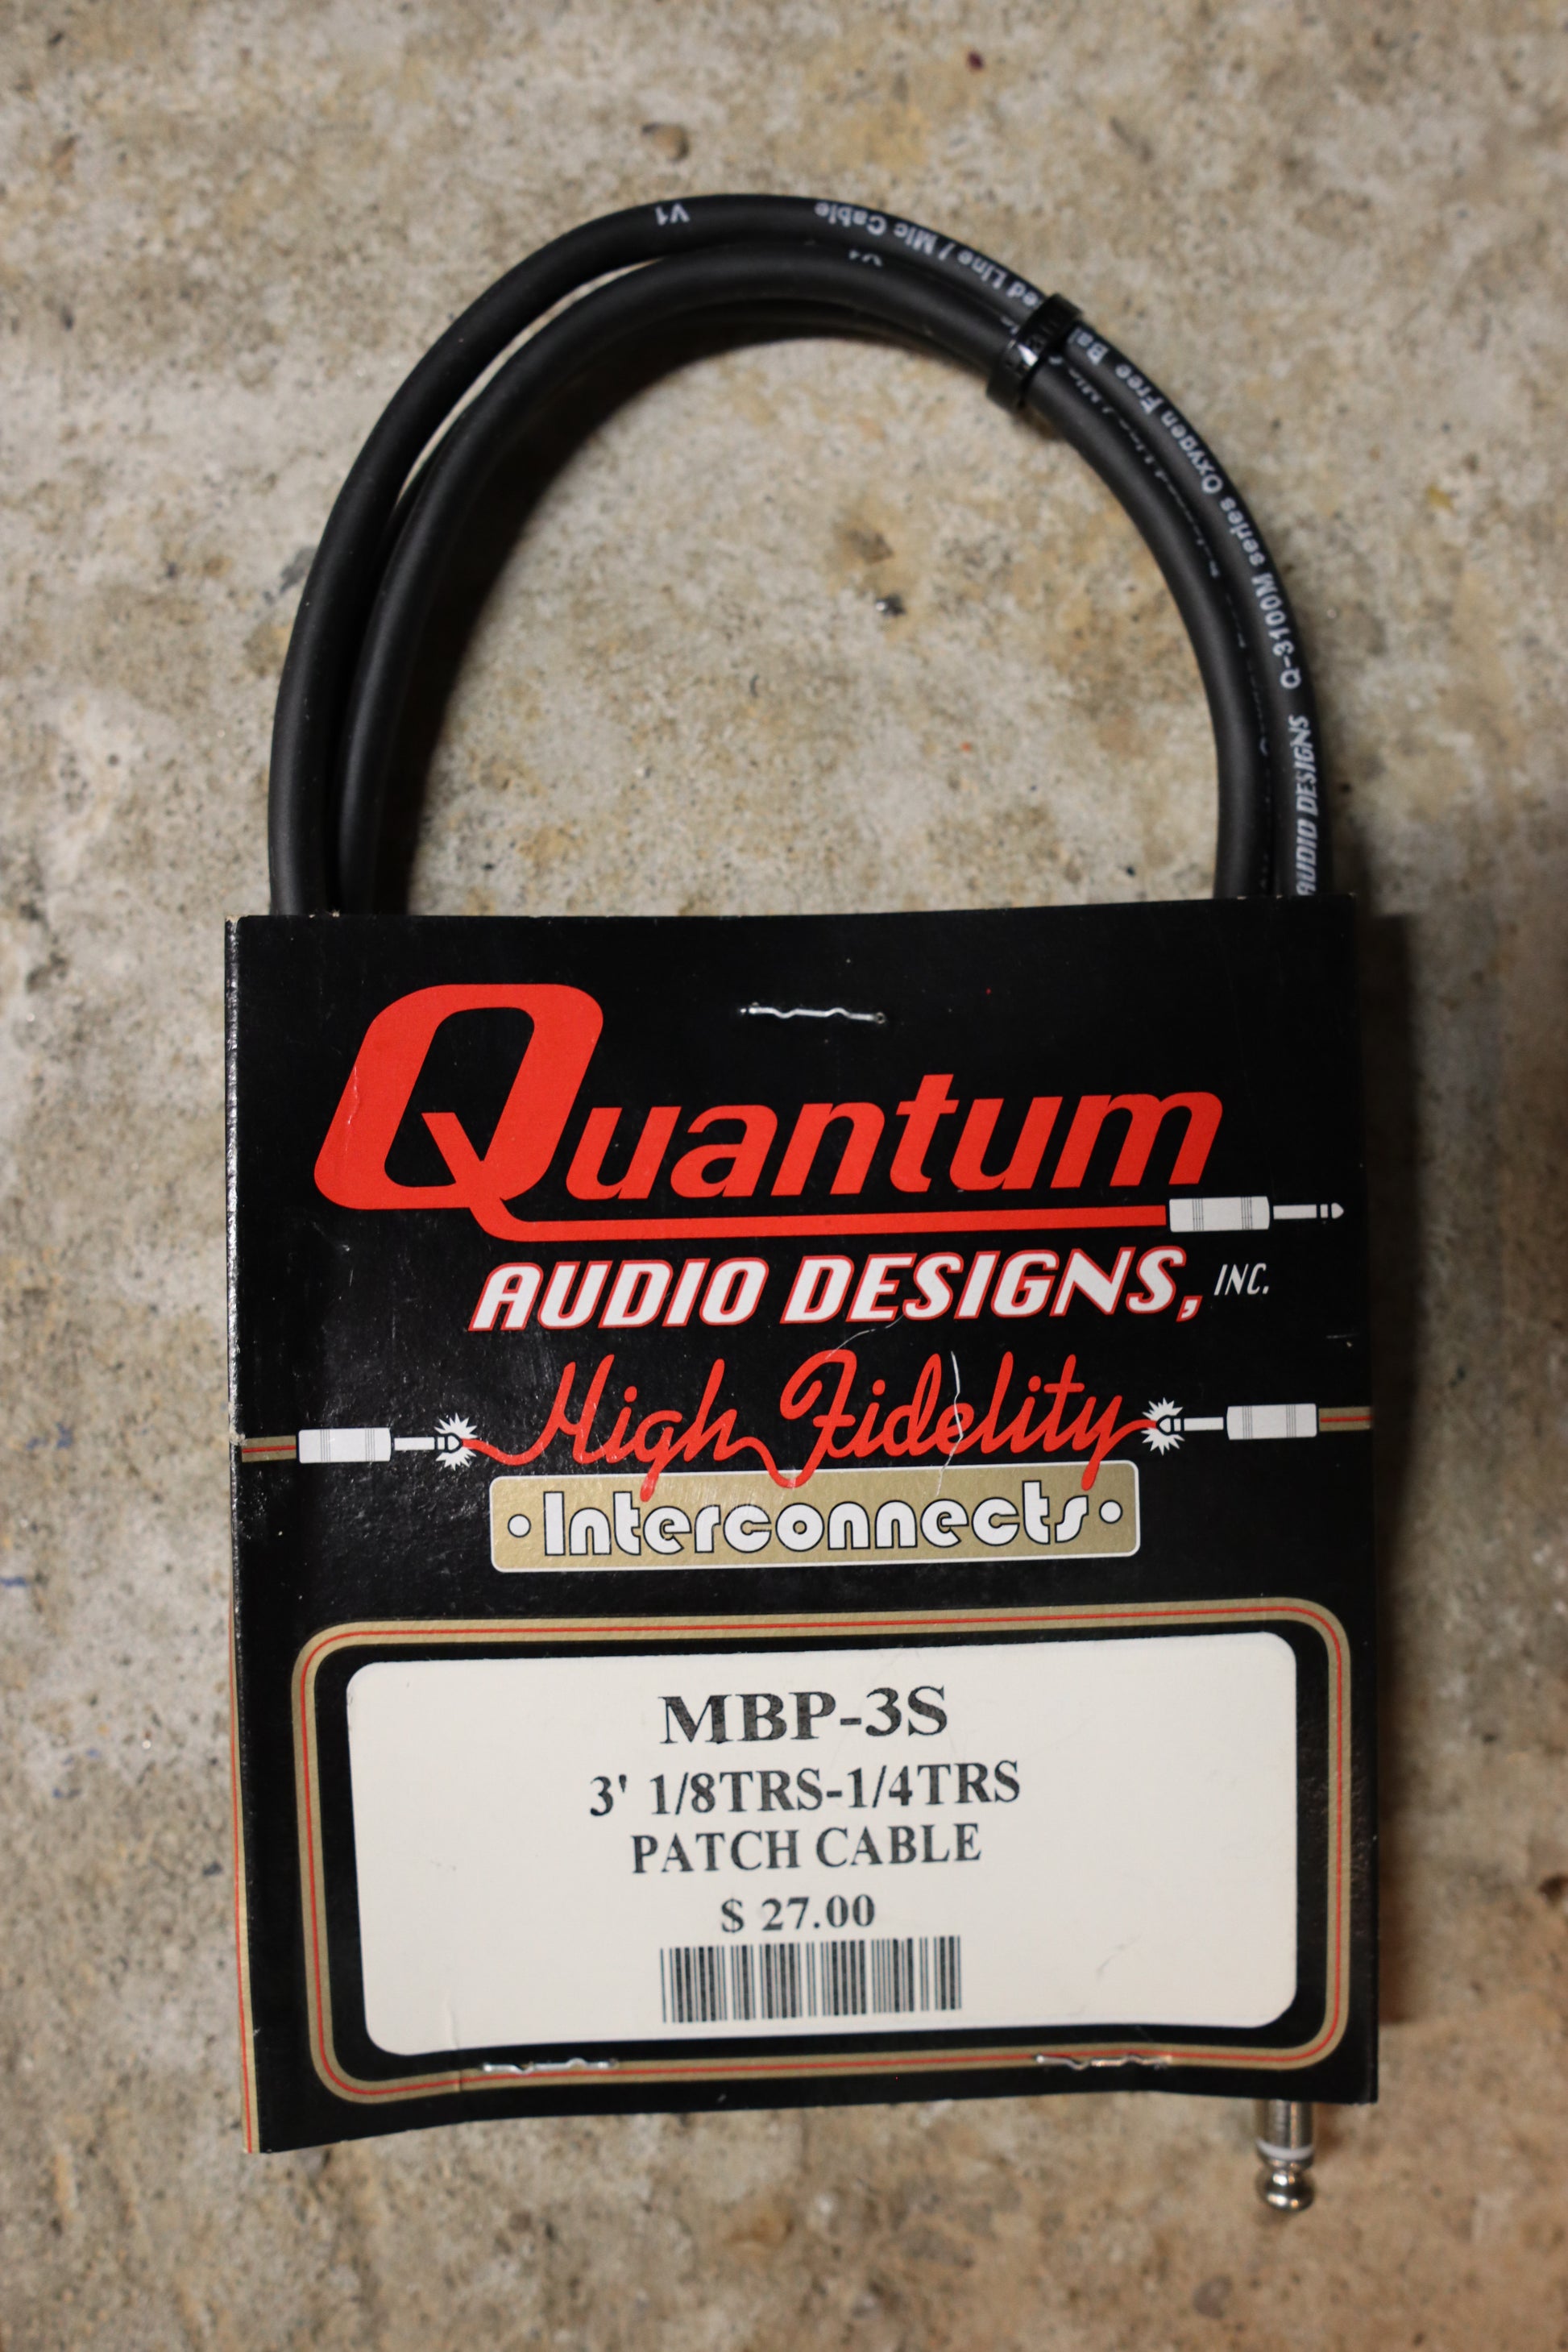 V1
AUDIO DESIGNS Q-3100M series Oxygen Free Line / Mic Cable
Quantum
AUDIO DESIGNS, INC.
High Fidelity
•Interconnects•
MBP-3S
3' 1/8TRS-1/4TRS
PATCH CABLE
$ 27.00